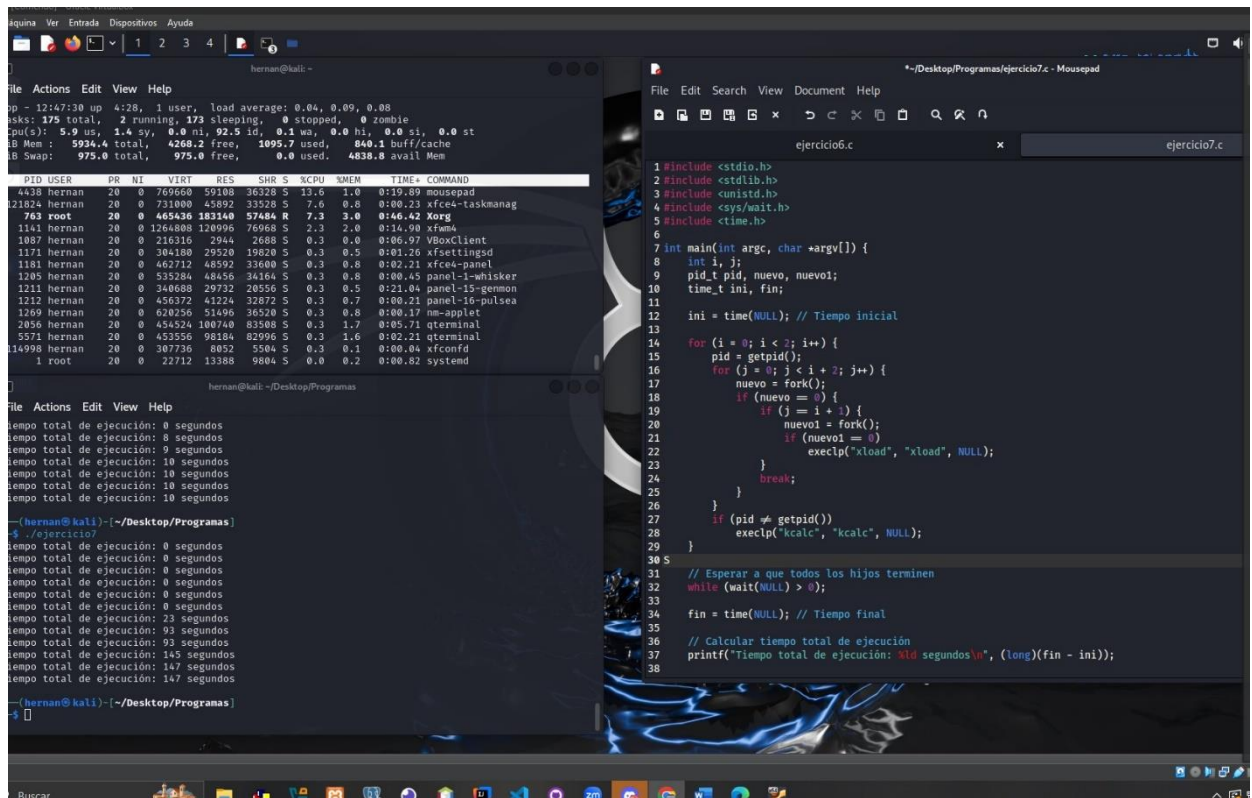 áquina Ver Entrada Dispositivos Ayuda
1 2 3 4
hernan@kali: ~
File Actions Edit View Help
op - 12:47:30 up 4:28, 1 user, load average: 0.04, 0.09, 0.08
asks: 175 total, 2 running, 173 sleeping, 0 stopped, 0 zombie
Cpu(s): 5.9 us, 1.4 sy, 0.0 ni, 92.5 id, 0.1 wa, 0.0 hi, 0.0 si, 0.0 st
iB Mem : 5934.4 total, 4268.2 free, 1095.7 used, 840.1 buff/cache
iB Swap: 975.0 total, 975.0 free, 0.0 used. 4838.8 avail Mem
PID USER PR NI VIRT RES SHR S %CPU %MEM TIME+ COMMAND
4438 hernan 20 0 769660 59108 36328 S 13.6 1.0 0:19.89 mousepad
121824 hernan 20 0 731000 45892 33528 S 7.6 0.8 0:00.23 xfce4-taskmanag
763 root 20 0 465436 183140 57484 R 7.3 3.0 0:46.42 Xorg
1141 hernan 20 0 1264808 120996 76968 S 2.3 2.0 0:14.90 xfwm4
1087 hernan 20 0 216316 2944 2688 S 0.3 0.0 0:06.97 VBoxClient
1171 hernan 20 0 304180 29520 19820 S 0.3 0.5 0:01.26 xfsettingsd
1181 hernan 20 0 462712 48592 33600 S 0.3 0.8 0:02.21 xfce4-panel
1205 hernan 20 0 535284 48456 34164 S 0.3 0.8 0:00.45 panel-1-whisker
1211 hernan 20 0 340688 29732 20556 S 0.3 0.5 0:21.04 panel-15-genmon
1212 hernan 20 0 456372 41224 32872 S 0.3 0.7 0:00.21 panel-16-pulsea
1269 hernan 20 0 620256 51496 36520 S 0.3 0.8 0:00.17 nm-applet
2056 hernan 20 0 454524 100740 83508 S 0.3 1.7 0:05.71 qterminal
5571 hernan 20 0 453556 98184 82996 S 0.3 1.6 0:02.21 qterminal
114998 hernan 20 0 307736 8052 5504 S 0.3 0.1 0:00.04 xfconfd
1 root 20 0 22712 13388 9804 S 0.0 0.2 0:00.82 systemd
hernan@kali: ~/Desktop/Programas
File Actions Edit View Help
iempo total de ejecución: 0 segundos
iempo total de ejecución: 8 segundos
iempo total de ejecución: 9 segundos
iempo total de ejecución: 10 segundos
iempo total de ejecución: 10 segundos
iempo total de ejecución: 10 segundos
iempo total de ejecución: 10 segundos
(hernan㉿kali)-[~/Desktop/Programas]
$ ./ejercicio7
iempo total de ejecución: 0 segundos
iempo total de ejecución: 0 segundos
iempo total de ejecución: 0 segundos
iempo total de ejecución: 0 segundos
iempo total de ejecución: 0 segundos
iempo total de ejecución: 0 segundos
iempo total de ejecución: 23 segundos
iempo total de ejecución: 93 segundos
iempo total de ejecución: 93 segundos
iempo total de ejecución: 145 segundos
iempo total de ejecución: 147 segundos
iempo total de ejecución: 147 segundos
(hernan㉿kali)-[~/Desktop/Programas]
$
*~/Desktop/Programas/ejercicio7.c - Mousepad
File Edit Search View Document Help
ejercicio6.c × ejercicio7.c
1 #include <stdio.h>
2 #include <stdlib.h>
3 #include <unistd.h>
4 #include <sys/wait.h>
5 #include <time.h>
6
7 int main(int argc, char *argv[]) {
8 int i, j;
9 pid_t pid, nuevo, nuevo1;
10 time_t ini, fin;
11
12 ini = time(NULL); // Tiempo inicial
13
14 for (i = 0; i < 2; i++) {
15 pid = getpid();
16 for (j = 0; j < i + 2; j++) {
17 nuevo = fork();
18 if (nuevo == 0) {
19 if (j == i + 1) {
20 nuevo1 = fork();
21 if (nuevo1 == 0)
22 execlp("xload", "xload", NULL);
23 }
24 break;
25 }
26 }
27 if (pid ≠ getpid())
28 execlp("kcalc", "kcalc", NULL);
29 }
30 S
31 // Esperar a que todos los hijos terminen
32 while (wait(NULL) > 0);
33
34 fin = time(NULL); // Tiempo final
35
36 // Calcular tiempo total de ejecución
37 printf("Tiempo total de ejecución: %ld segundos\n", (long)(fin - ini));
38
Buscar